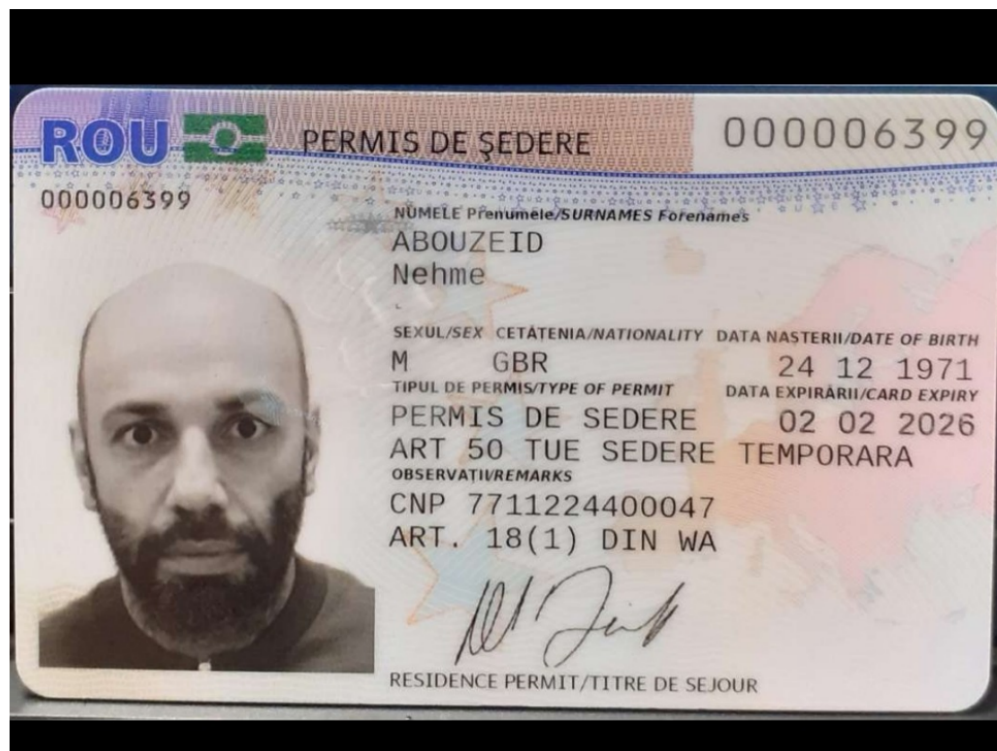 ROU PERMIS DE ŞEDERE 000006399
000006399
NUMELE Prenumele/SURNAMES Forenames
ABOUZEID
Nehme
SEXUL/SEX CETĂȚENIA/NATIONALITY DATA NAȘTERII/DATE OF BIRTH
M GBR 24 12 1971
TIPUL DE PERMIS/TYPE OF PERMIT DATA EXPIRĂRII/CARD EXPIRY
PERMIS DE SEDERE 02 02 2026
ART 50 TUE SEDERE TEMPORARA
OBSERVAȚII/REMARKS
CNP 7711224400047
ART. 18(1) DIN WA
RESIDENCE PERMIT/TITRE DE SEJOUR